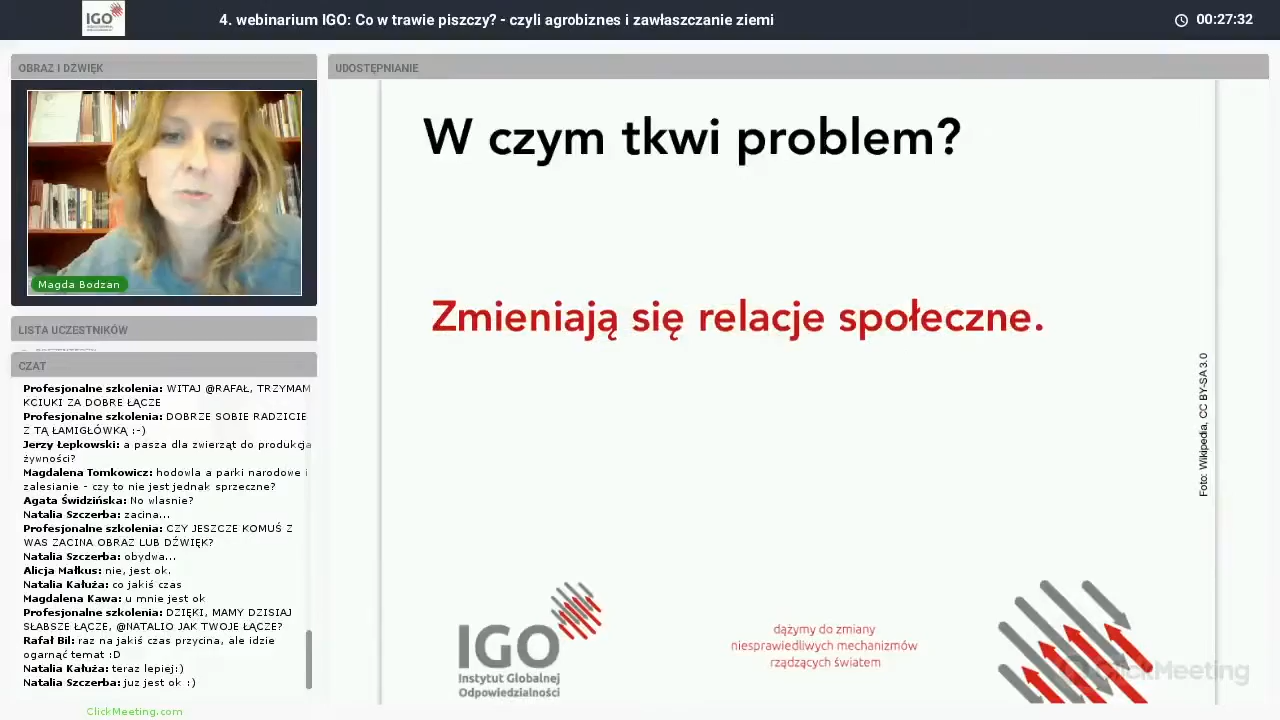 IGO
4. webinarium IGO: Co w trawie piszczy? - czyli agrobiznes i zawłaszczanie ziemi
00:27:32
OBRAZ I DŹWIĘK
Magda Bodzan
LISTA UCZESTNIKÓW
CZAT
Profesjonalne szkolenia: WITAJ @RAFAŁ, TRZYMAM
KCIUKI ZA DOBRE ŁĄCZE
Profesjonalne szkolenia: DOBRZE SOBIE RADZICIE
Z TĄ ŁAMIGŁÓWKĄ :-)
Jerzy Łepkowski: a pasza dla zwierząt do produkcja
żywności?
Magdalena Tomkowicz: hodowla a parki narodowe i
zalesianie - czy to nie jest jednak sprzeczne?
Agata Świdzińska: No wlasnie?
Natalia Szczerba: zacina...
Profesjonalne szkolenia: CZY JESZCZE KOMUŚ Z
WAS ZACINA OBRAZ LUB DŹWIĘK?
Natalia Szczerba: obydwa...
Alicja Małkus: nie, jest ok.
Natalia Kałuża: co jakiś czas
Magdalena Kawa: u mnie jest ok
Profesjonalne szkolenia: DZIĘKI, MAMY DZISIAJ
SŁABSZE ŁĄCZE, @NATALIO JAK TWOJE ŁĄCZE?
Rafał Bil: raz na jakiś czas przycina, ale idzie
ogarnąć temat :D
Natalia Kałuża: teraz lepiej:)
Natalia Szczerba: juz jest ok :)
ClickMeeting.com
UDOSTĘPNIANIE
W czym tkwi problem?
Zmieniają się relacje społeczne.
Foto: Wikipedia, CC BY-SA 3.0
IGO
Instytut Globalnej
Odpowiedzialności
dążymy do zmiany
niesprawiedliwych mechanizmów
rządzących światem
ClickMeeting